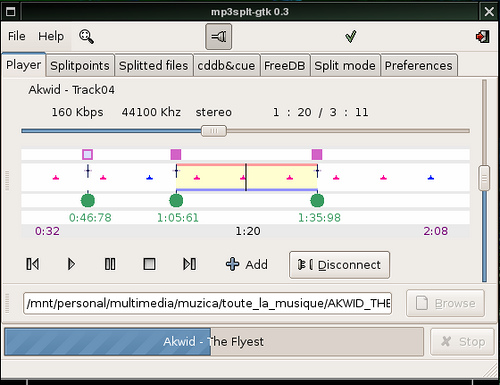 mp3splt-gtk 0.3
File Help
Player Splitpoints Splitted files cddb&cue FreeDB Split mode Preferences
Akwid - Track04
160 Kbps 44100 Khz stereo 1 : 20 / 3 : 11
0:46:78 1:05:61 1:35:98
0:32 1:20 2:08
Add Disconnect
/mnt/personal/multimedia/muzica/toute_la_musique/AKWID_THE Browse
Akwid - The Flyest Stop